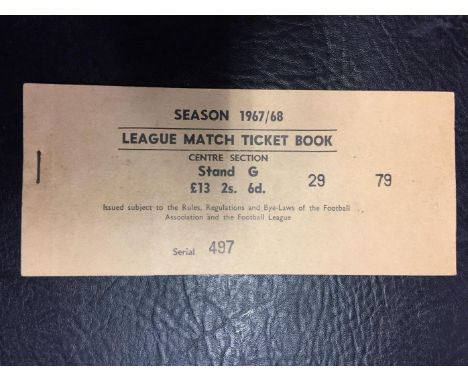 SEASON 1967/68
LEAGUE MATCH TICKET BOOK
CENTRE SECTION
Stand G
£13 2s. 6d. 29 79
Issued subject to the Rules, Regulations and Bye-Laws of the Football
Association and the Football League
Serial 497